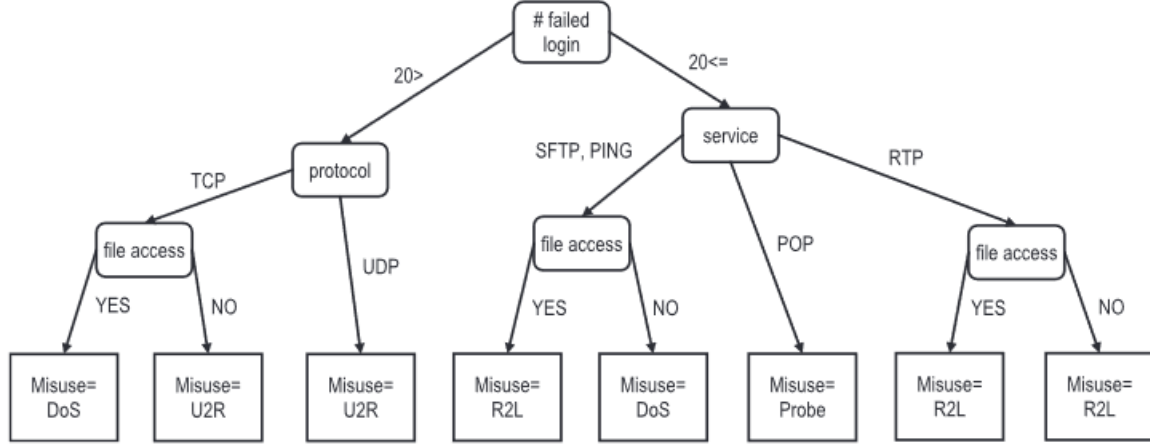 # failed
login
20>
20<=
service
SFTP, PING
RTP
protocol
TCP
file access
file access
file access
POP
UDP
YES
NO
YES
NO
YES
NO
Misuse=
DoS
Misuse=
U2R
Misuse=
U2R
Misuse=
R2L
Misuse=
DoS
Misuse=
Probe
Misuse=
R2L
Misuse=
R2L